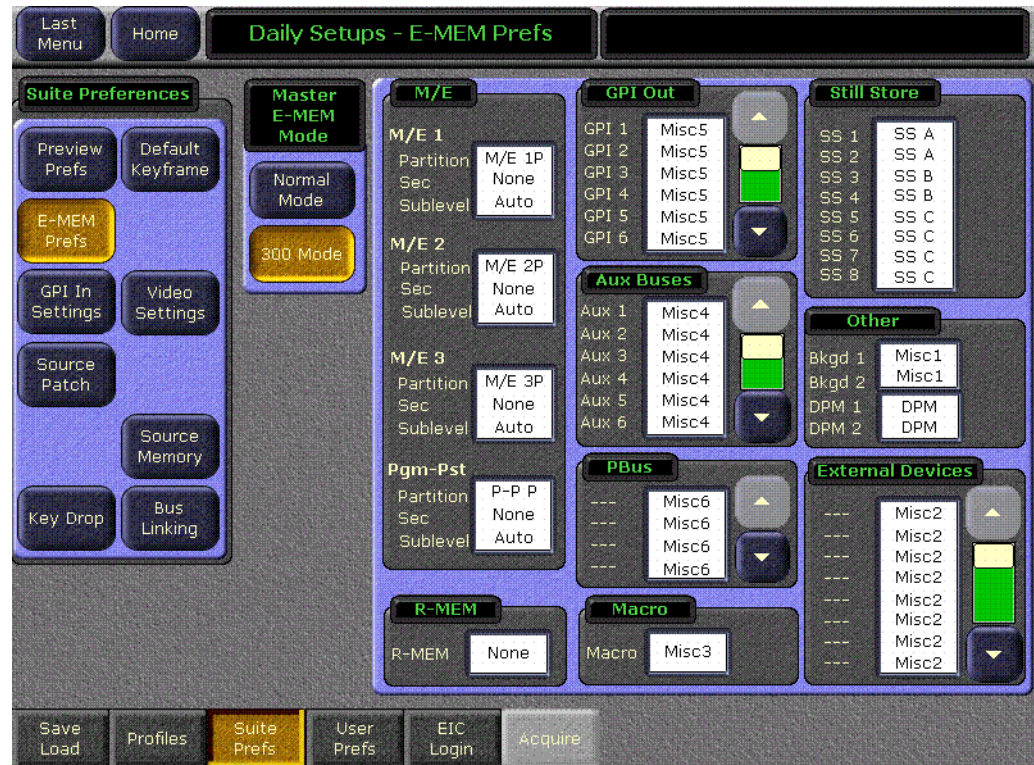 Last Menu
Home
Daily Setups - E-MEM Prefs
Suite Preferences
Preview Prefs
Default Keyframe
E-MEM Prefs
GPI In Settings
Video Settings
Source Patch
Source Memory
Key Drop
Bus Linking
Master E-MEM Mode
Normal Mode
300 Mode
M/E
M/E 1
Partition M/E 1P
Sec None
Sublevel Auto
M/E 2
Partition M/E 2P
Sec None
Sublevel Auto
M/E 3
Partition M/E 3P
Sec None
Sublevel Auto
Pgm-Pst
Partition P-P P
Sec None
Sublevel Auto
R-MEM
R-MEM None
GPI Out
GPI 1 Misc5
GPI 2 Misc5
GPI 3 Misc5
GPI 4 Misc5
GPI 5 Misc5
GPI 6 Misc5
Aux Buses
Aux 1 Misc4
Aux 2 Misc4
Aux 3 Misc4
Aux 4 Misc4
Aux 5 Misc4
Aux 6 Misc4
PBus
--- Misc6
--- Misc6
--- Misc6
--- Misc6
Macro
Macro Misc3
Still Store
SS 1 SS A
SS 2 SS A
SS 3 SS B
SS 4 SS B
SS 5 SS C
SS 6 SS C
SS 7 SS C
SS 8 SS C
Other
Bkgd 1 Misc1
Bkgd 2 Misc1
DPM 1 DPM
DPM 2 DPM
External Devices
--- Misc2
--- Misc2
--- Misc2
--- Misc2
--- Misc2
--- Misc2
--- Misc2
--- Misc2
Save Load
Profiles
Suite Prefs
User Prefs
EIC Login
Acquire